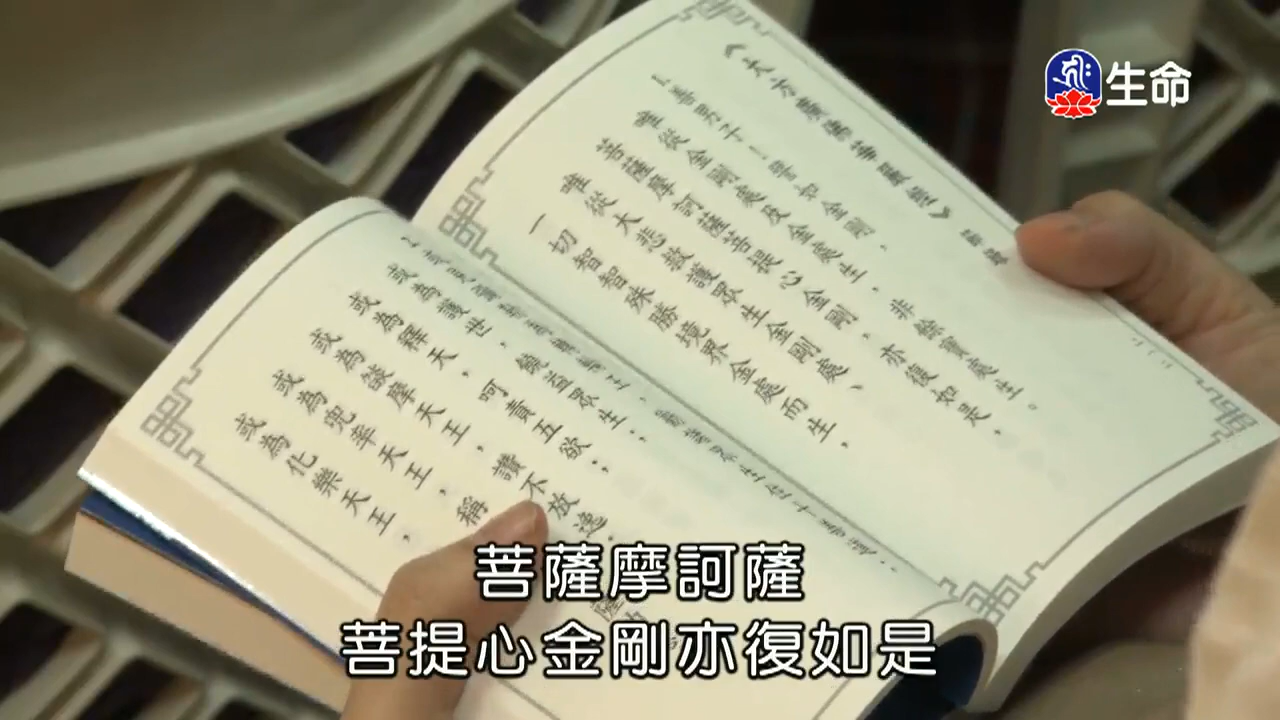 生命
《大方廣佛華嚴經》節錄
1.善男子!譬如金剛,
唯從金剛處及金處生,非餘寶處生。
菩薩摩訶薩菩提心金剛,亦復如是,
唯從大悲救護眾生金剛處、
一切智智殊勝境界金處而生,
或為護世,饒益眾生;
或為釋天,呵責五欲;
或為燄摩天王,讚不放逸;
或為兜率天王,稱
或為化樂天王,
菩薩摩訶薩
菩提心金剛亦復如是